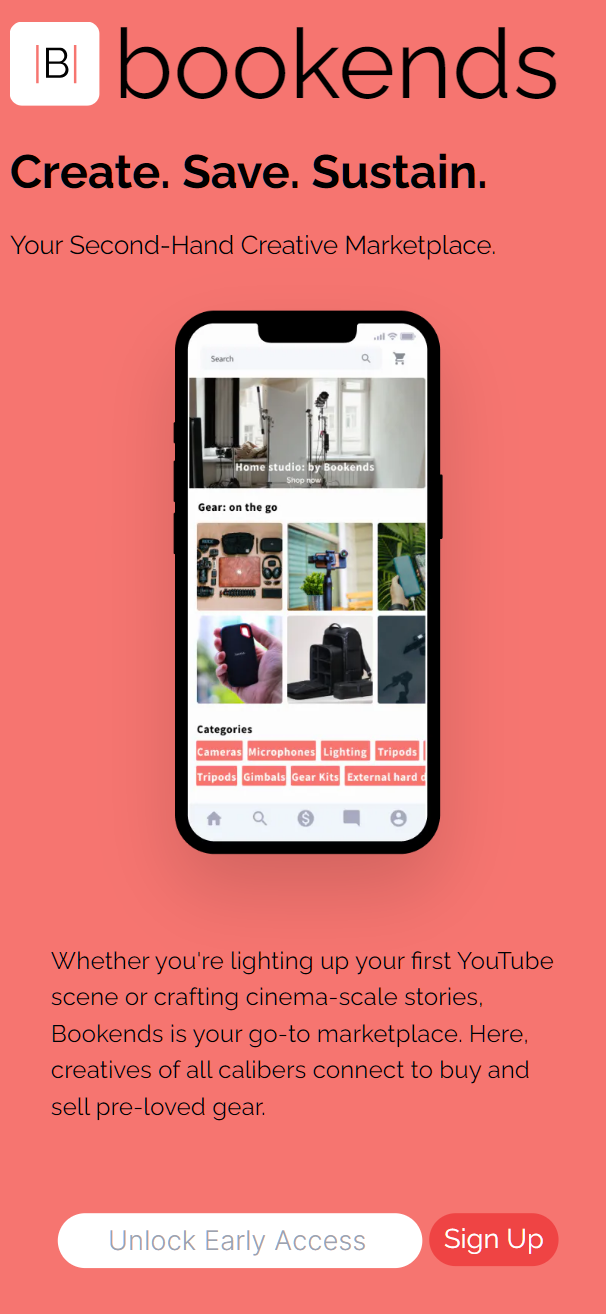 |B| bookends
Create. Save. Sustain.
Your Second-Hand Creative Marketplace.
Search
Home studio: by Bookends
Shop now
Gear: on the go
Categories
Cameras Microphones Lighting Tripods
Tripods Gimbals Gear Kits External hard d
Whether you're lighting up your first YouTube
scene or crafting cinema-scale stories,
Bookends is your go-to marketplace. Here,
creatives of all calibers connect to buy and
sell pre-loved gear.
Unlock Early Access Sign Up